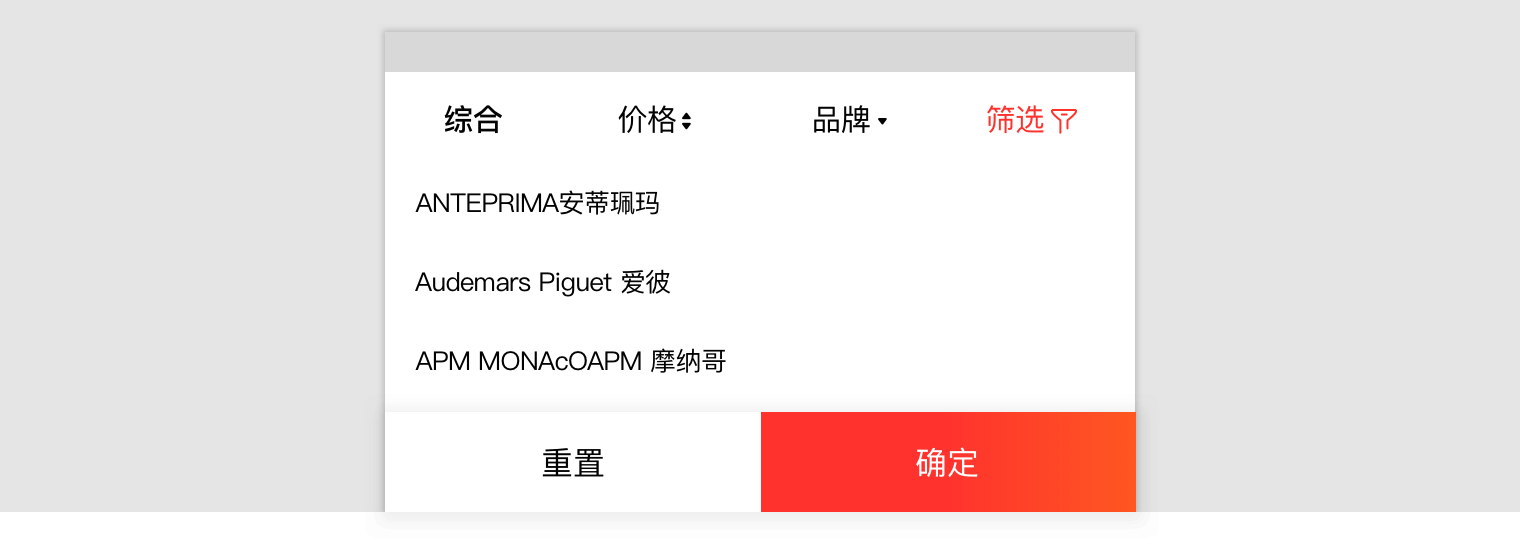 综合 价格 品牌 筛选
ANTEPRIMA安蒂珮玛
Audemars Piguet 爱彼
APM MONAcOAPM 摩纳哥
重置 确定